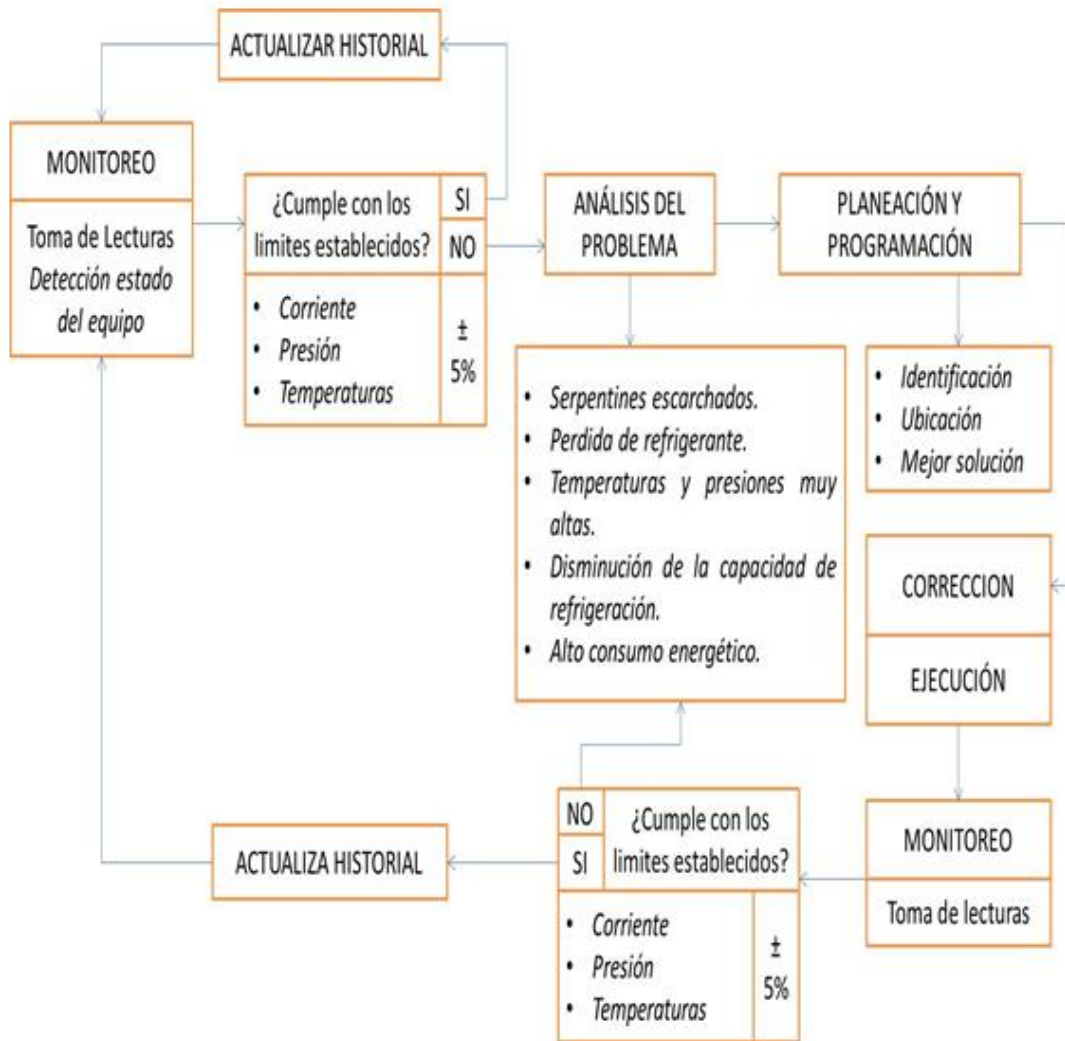 ACTUALIZAR HISTORIAL
MONITOREO
Toma de Lecturas
Detección estado
del equipo
¿Cumple con los
limites establecidos?
SI
NO
• Corriente
• Presión
• Temperaturas
±
5%
ANÁLISIS DEL
PROBLEMA
PLANEACIÓN Y
PROGRAMACIÓN
• Serpentines escarchados.
• Perdida de refrigerante.
• Temperaturas y presiones muy
altas.
• Disminución de la capacidad de
refrigeración.
• Alto consumo energético.
• Identificación
• Ubicación
• Mejor solución
CORRECCION
EJECUCIÓN
MONITOREO
Toma de lecturas
NO
SI
¿Cumple con los
limites establecidos?
• Corriente
• Presión
• Temperaturas
±
5%
ACTUALIZA HISTORIAL